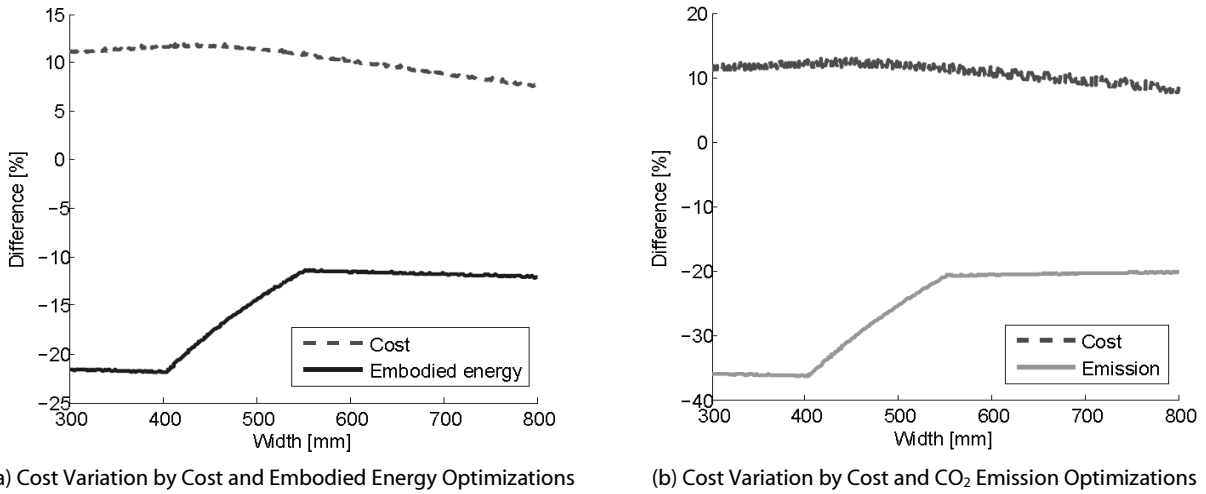 15
10
5
0
−5
−10
−15
−20
−25
Difference [%]
300 400 500 600 700 800
Width [mm]
Cost
Embodied energy
a) Cost Variation by Cost and Embodied Energy Optimizations
20
10
0
−10
−20
−30
−40
Difference [%]
300 400 500 600 700 800
Width [mm]
Cost
Emission
(b) Cost Variation by Cost and CO₂ Emission Optimizations